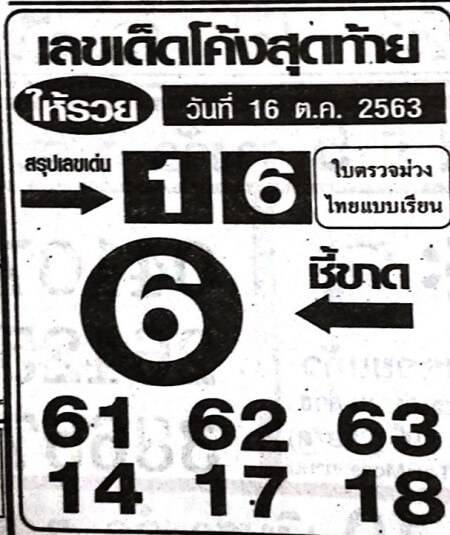 เลขเด็ดโค้งสุดท้าย
ให้รวย วันที่ 16 ต.ค. 2563
สรุปเลขเด่น 1 6 ใบตรวจม่วง
ไทยแบบเรียน
6 ชี้ขาด
61 62 63
14 17 18